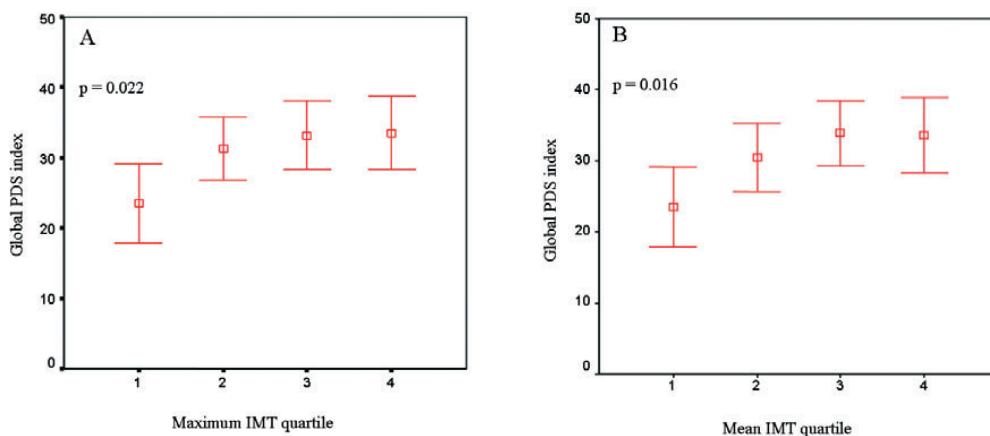 A
p = 0.022
Global PDS index
50
40
30
20
10
0
1 2 3 4
Maximum IMT quartile
B
p = 0.016
Global PDS index
50
40
30
20
10
0
1 2 3 4
Mean IMT quartile